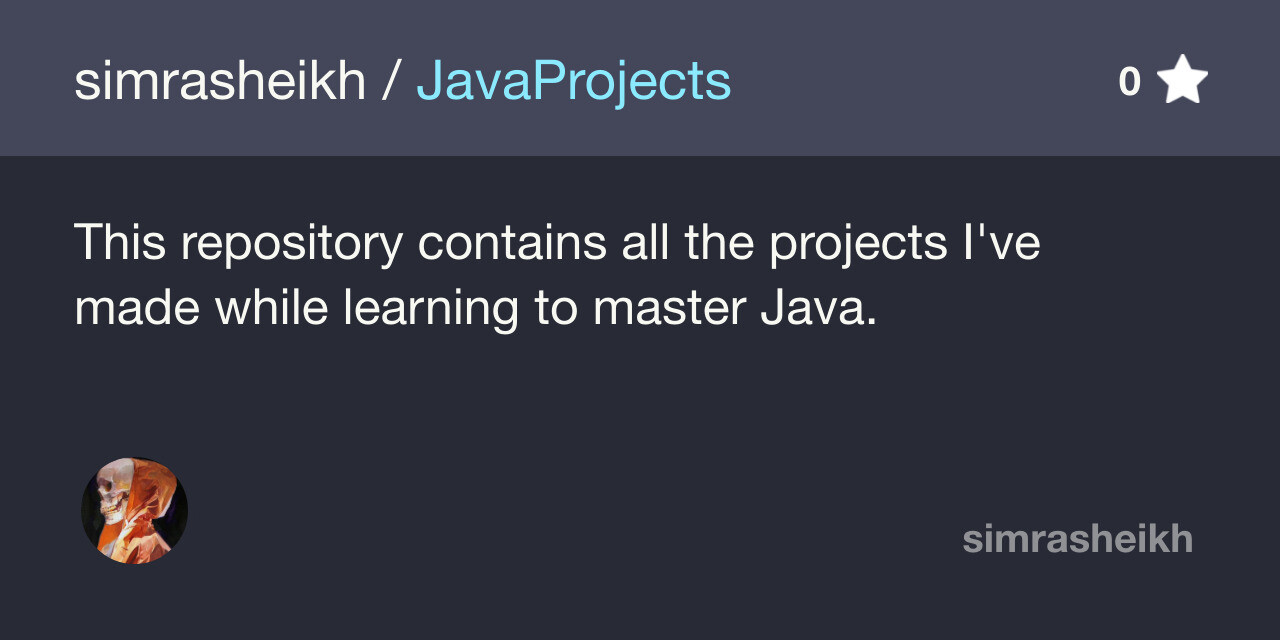 simrasheikh / JavaProjects
0
This repository contains all the projects I've
made while learning to master Java.
simrasheikh